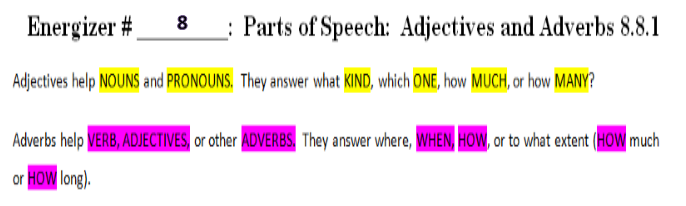 Energizer # 8 : Parts of Speech: Adjectives and Adverbs 8.8.1
Adjectives help NOUNS and PRONOUNS. They answer what KIND, which ONE, how MUCH, or how MANY?
Adverbs help VERB, ADJECTIVES, or other ADVERBS. They answer where, WHEN, HOW, or to what extent (HOW much
or HOW long).